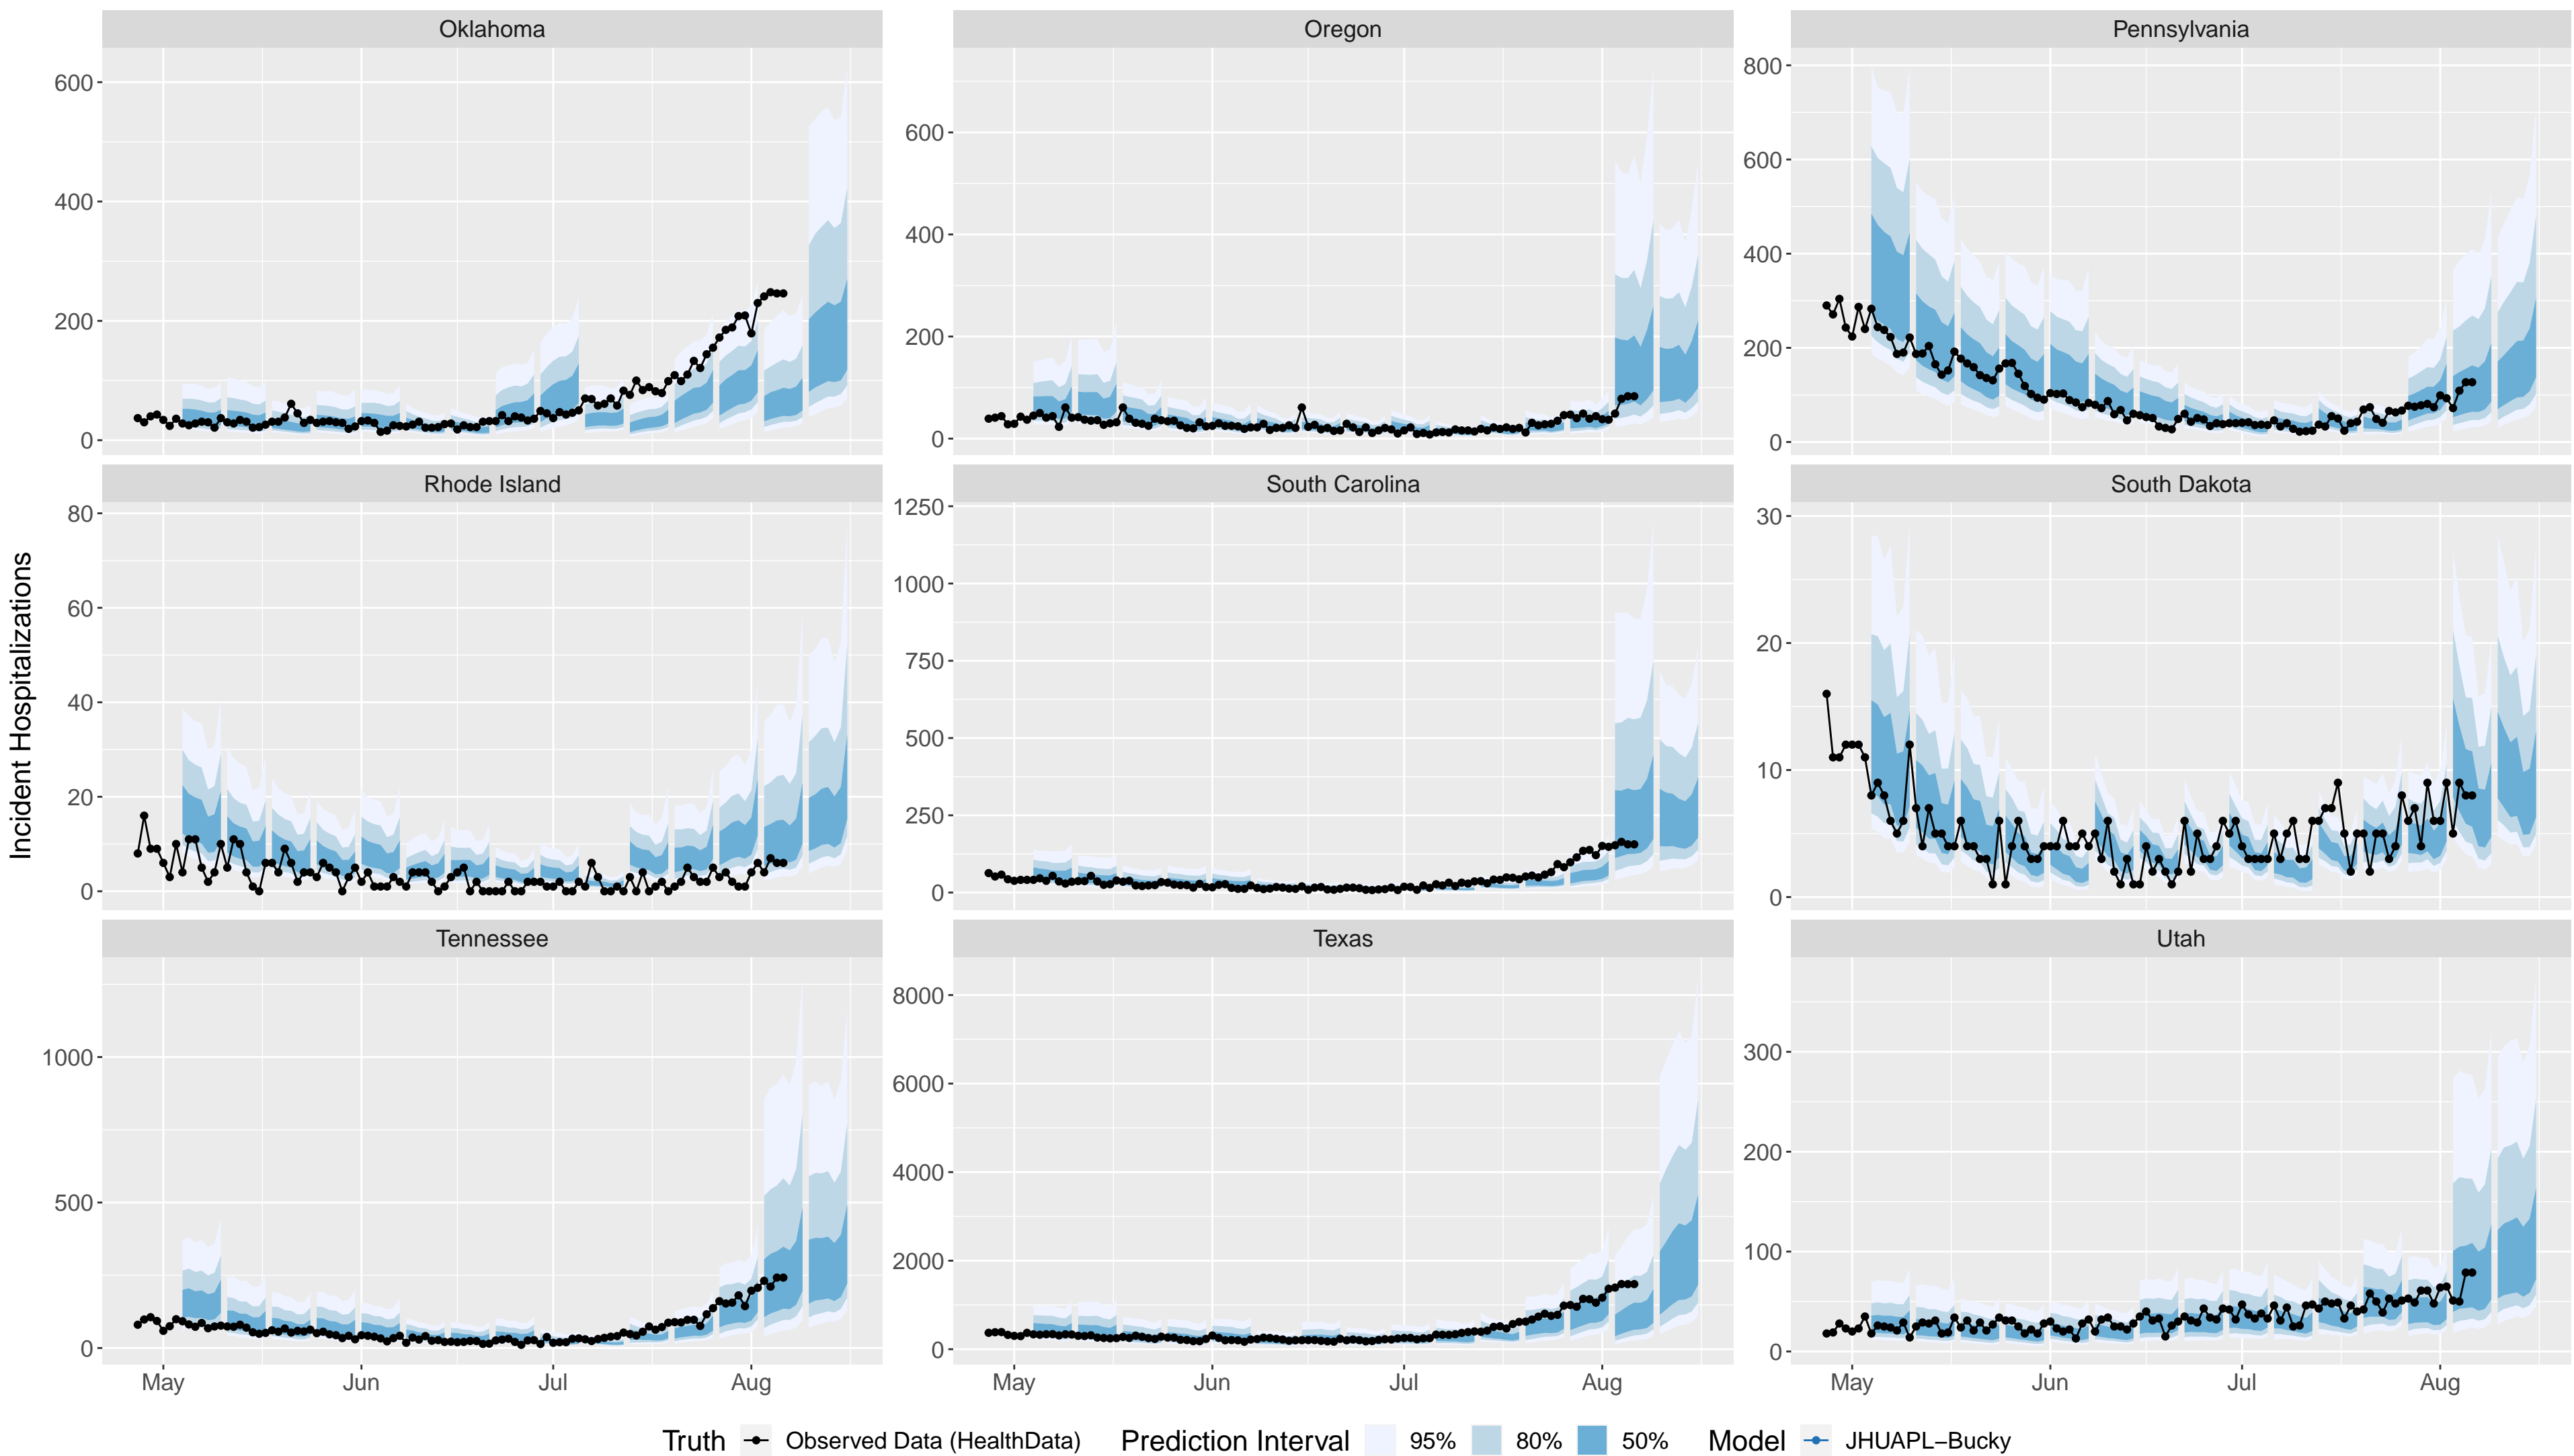 Oklahoma
Oregon
Pennsylvania
600
400
200
0
600
400
200
0
800
600
400
200
0
Rhode Island
South Carolina
South Dakota
80
60
40
20
0
1250
1000
750
500
250
0
30
20
10
0
Incident Hospitalizations
Tennessee
Texas
Utah
1000
500
0
8000
6000
4000
2000
0
300
200
100
0
May Jun Jul Aug
May Jun Jul Aug
May Jun Jul Aug
Truth Observed Data (HealthData) Prediction Interval 95% 80% 50% Model JHUAPL−Bucky